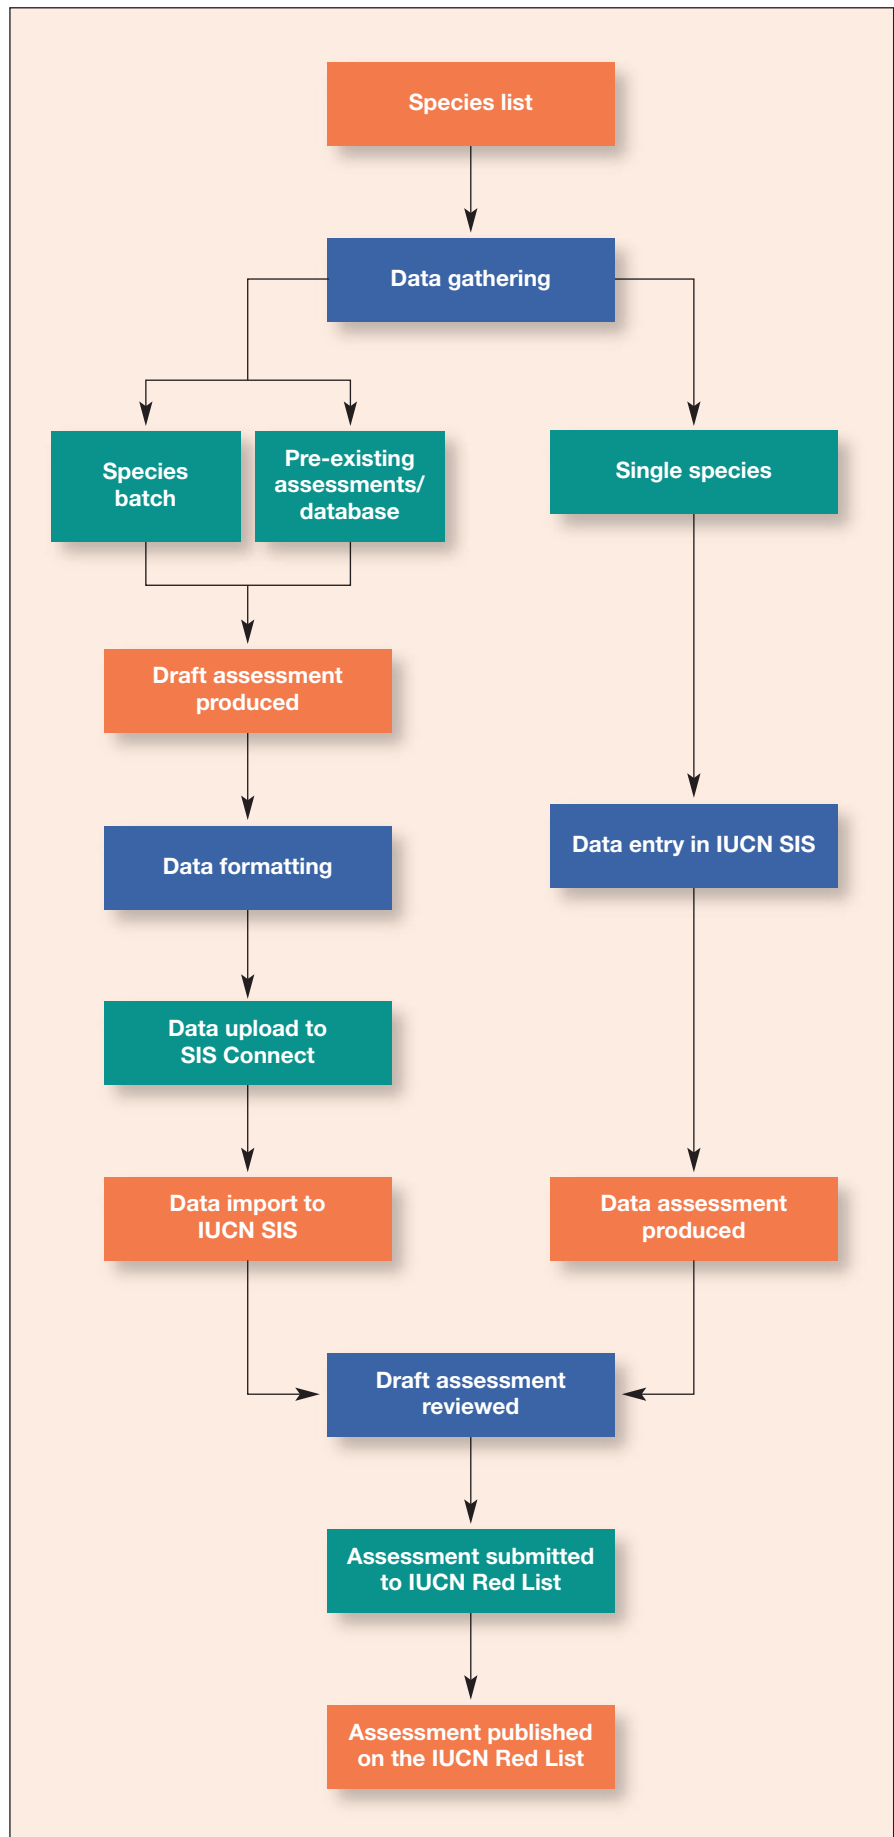 Species list
Data gathering
Species
batch
Pre-existing
assessments/
database
Single species
Draft assessment
produced
Data formatting
Data entry in IUCN SIS
Data upload to
SIS Connect
Data import to
IUCN SIS
Data assessment
produced
Draft assessment
reviewed
Assessment submitted
to IUCN Red List
Assessment published
on the IUCN Red List